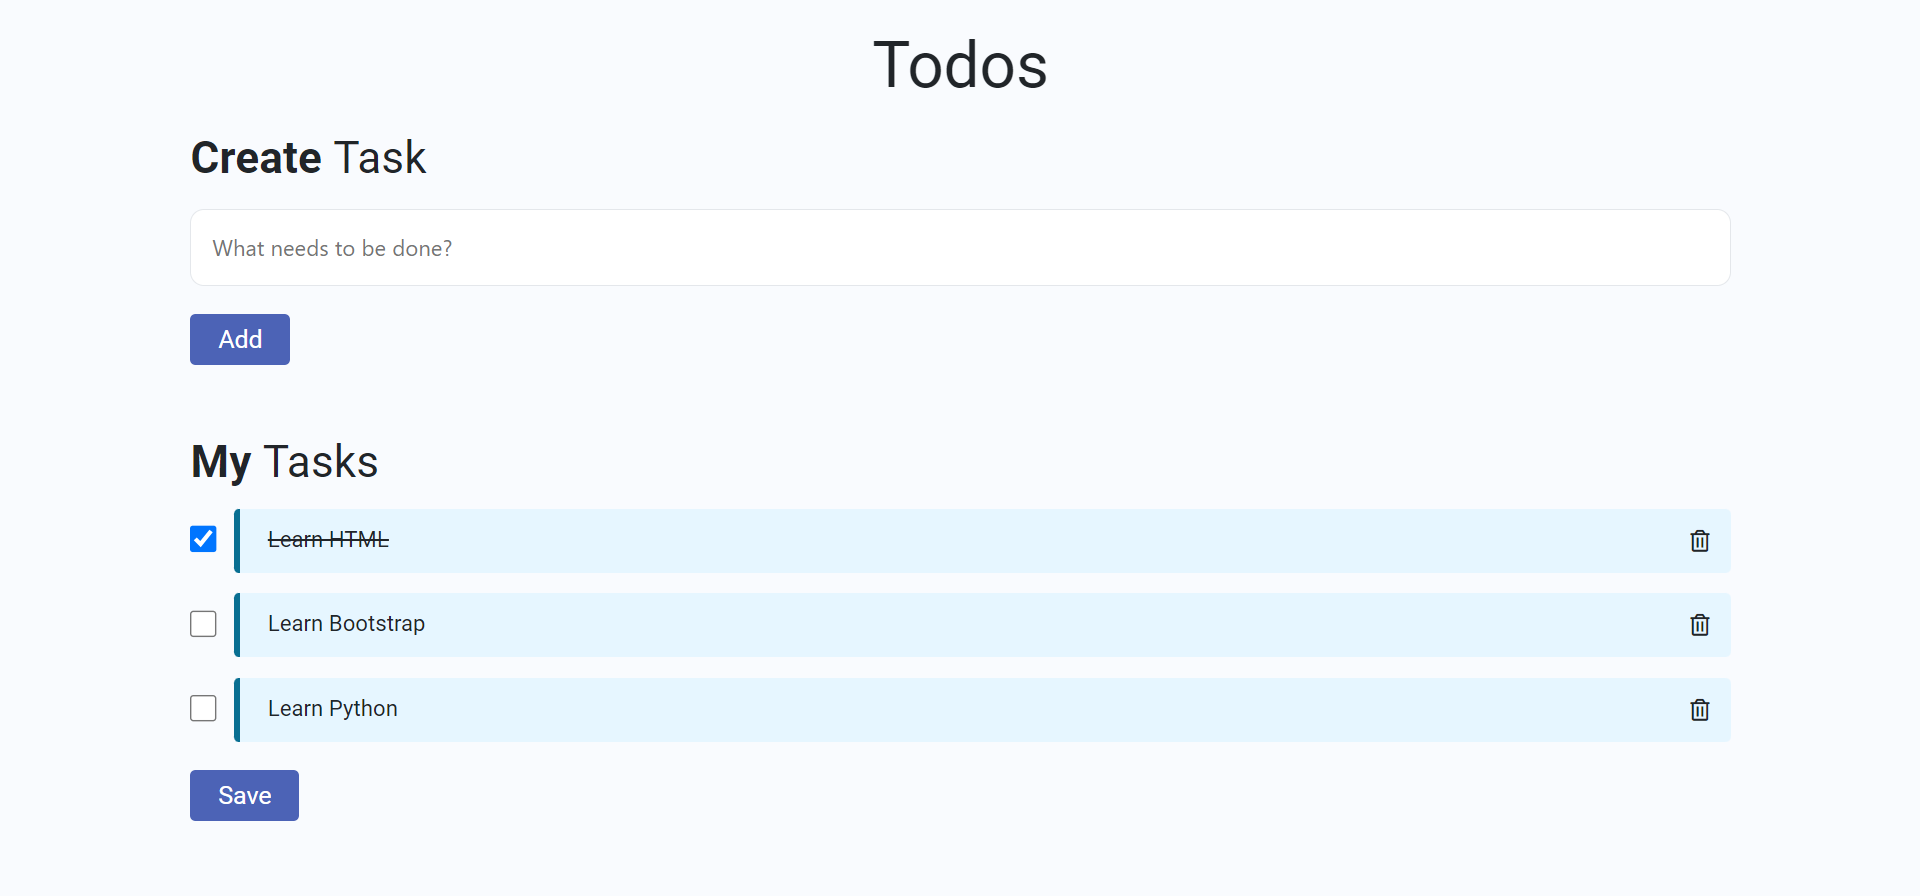 Todos
Create Task
What needs to be done?
Add
My Tasks
Learn HTML
Learn Bootstrap
Learn Python
Save